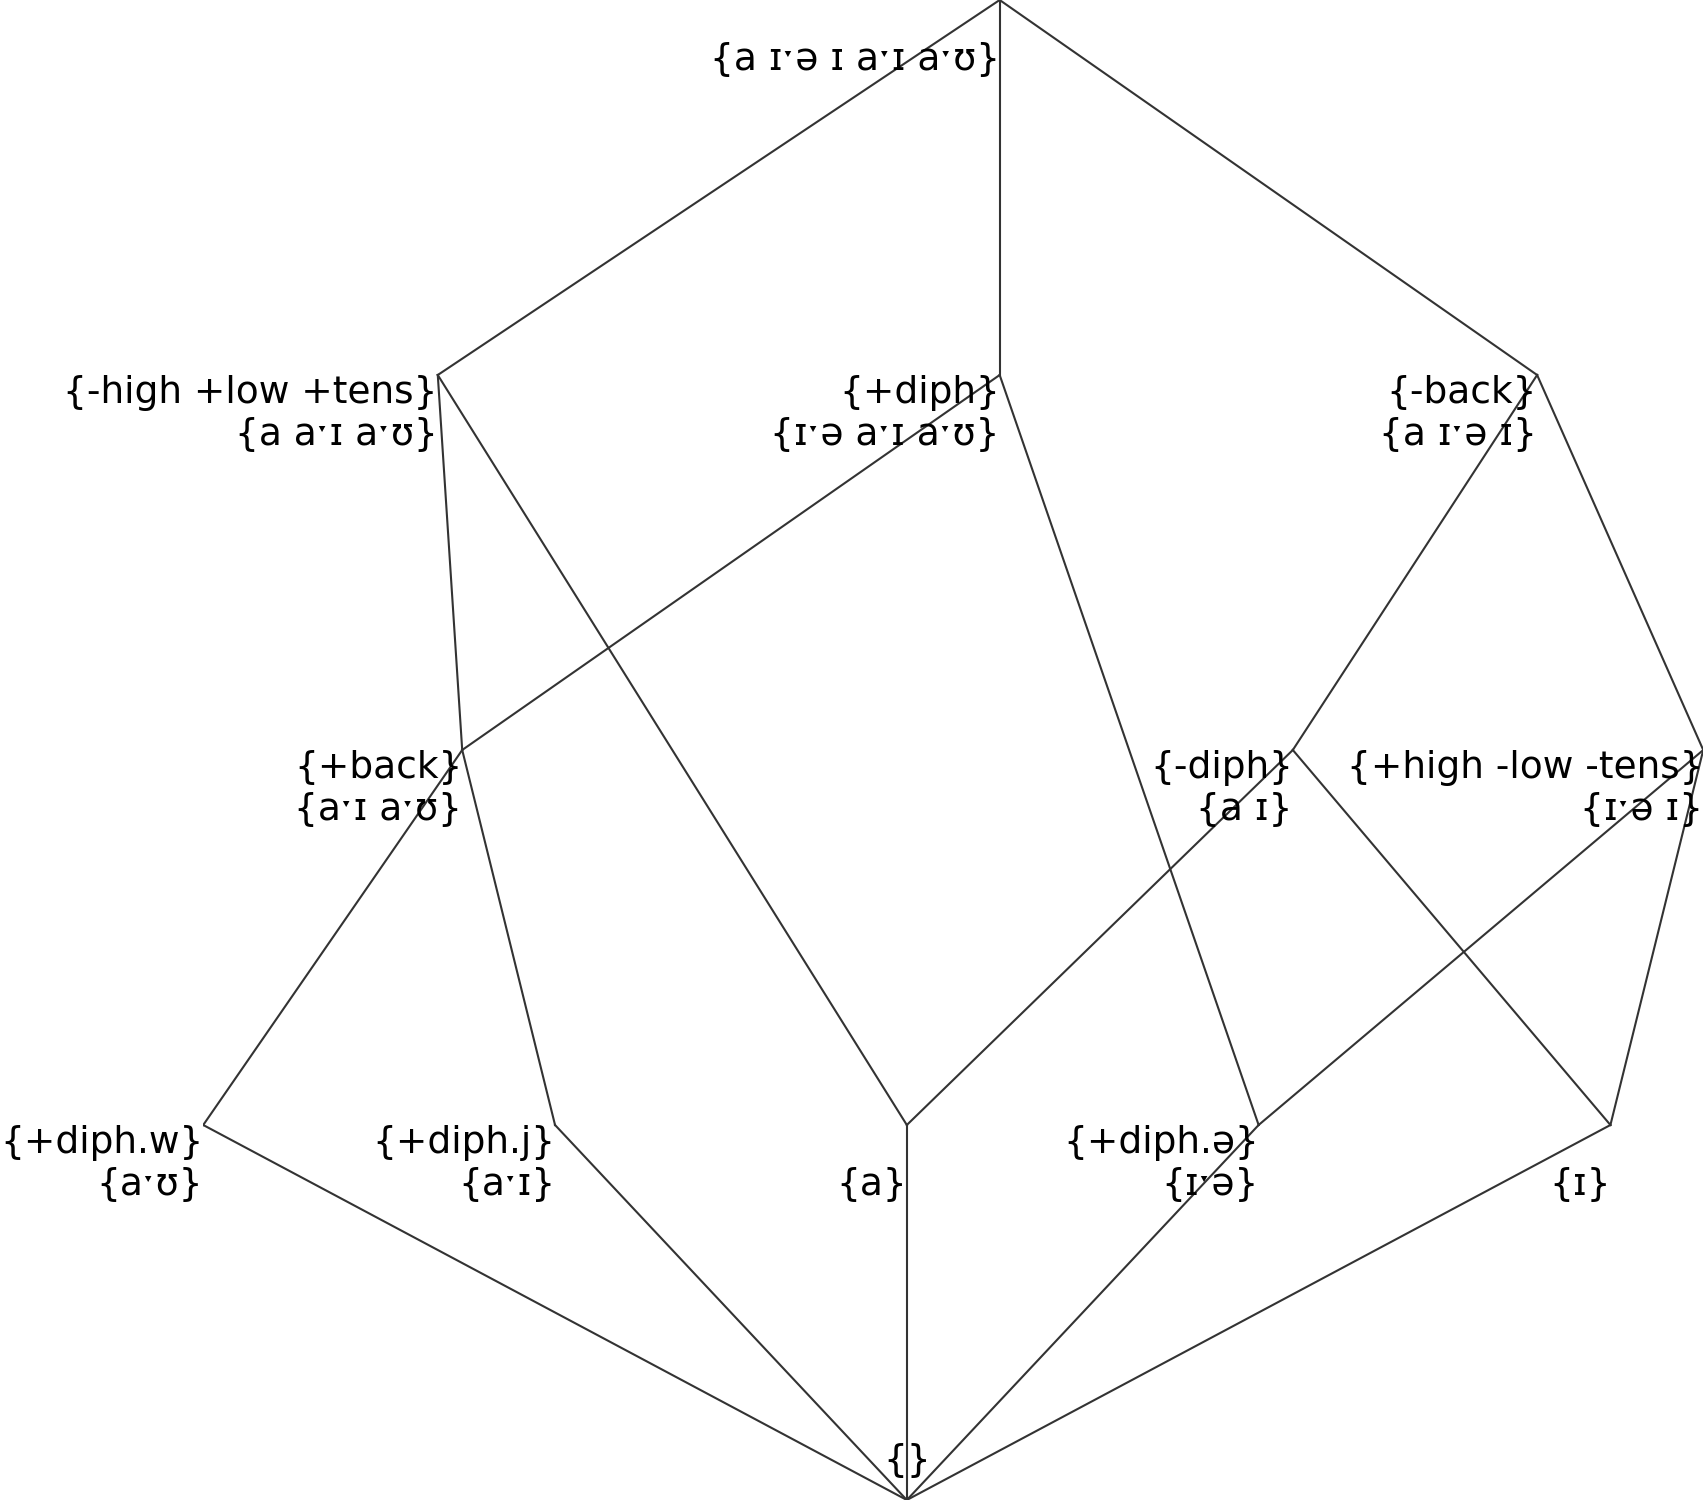 {a ɪˑə ɪ aˑɪ aˑʊ}
{-high +low +tens}
{a aˑɪ aˑʊ}
{+diph}
{ɪˑə aˑɪ aˑʊ}
{-back}
{a ɪˑə ɪ}
{+back}
{aˑɪ aˑʊ}
{-diph}
{a ɪ}
{+high -low -tens}
{ɪˑə ɪ}
{+diph.w}
{aˑʊ}
{+diph.j}
{aˑɪ}
{a}
{+diph.ə}
{ɪˑə}
{ɪ}
{}